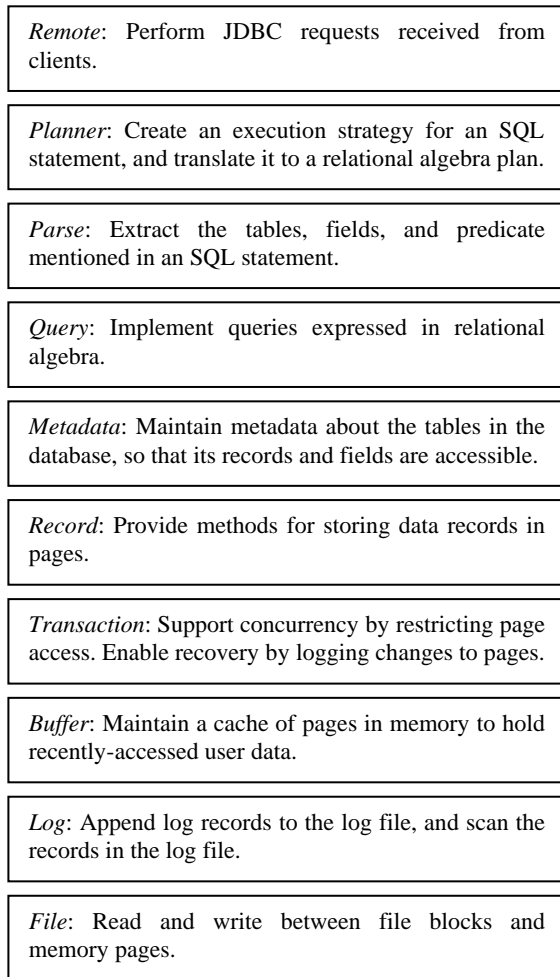 Remote: Perform JDBC requests received from
clients.
Planner: Create an execution strategy for an SQL
statement, and translate it to a relational algebra plan.
Parse: Extract the tables, fields, and predicate
mentioned in an SQL statement.
Query: Implement queries expressed in relational
algebra.
Metadata: Maintain metadata about the tables in the
database, so that its records and fields are accessible.
Record: Provide methods for storing data records in
pages.
Transaction: Support concurrency by restricting page
access. Enable recovery by logging changes to pages.
Buffer: Maintain a cache of pages in memory to hold
recently-accessed user data.
Log: Append log records to the log file, and scan the
records in the log file.
File: Read and write between file blocks and
memory pages.